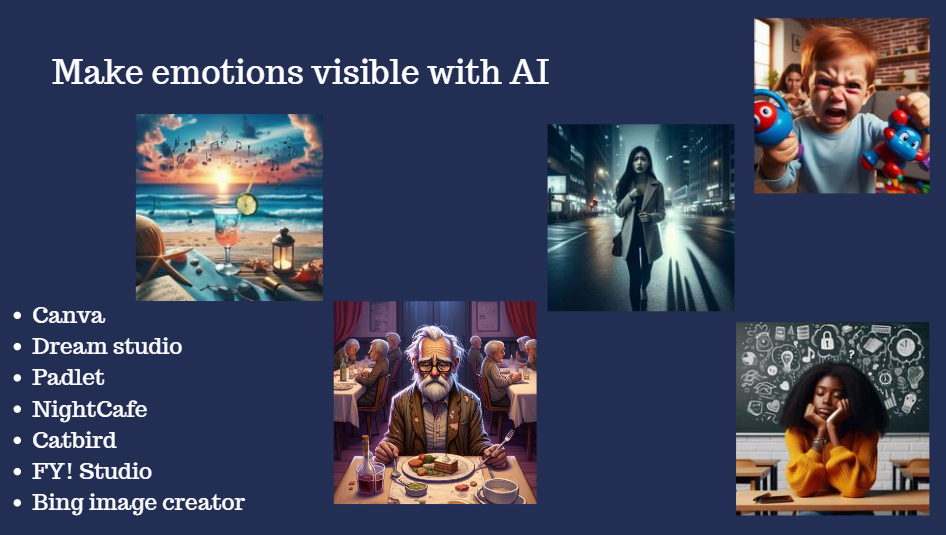 Make emotions visible with AI
• Canva
• Dream studio
• Padlet
• NightCafe
• Catbird
• FY! Studio
• Bing image creator